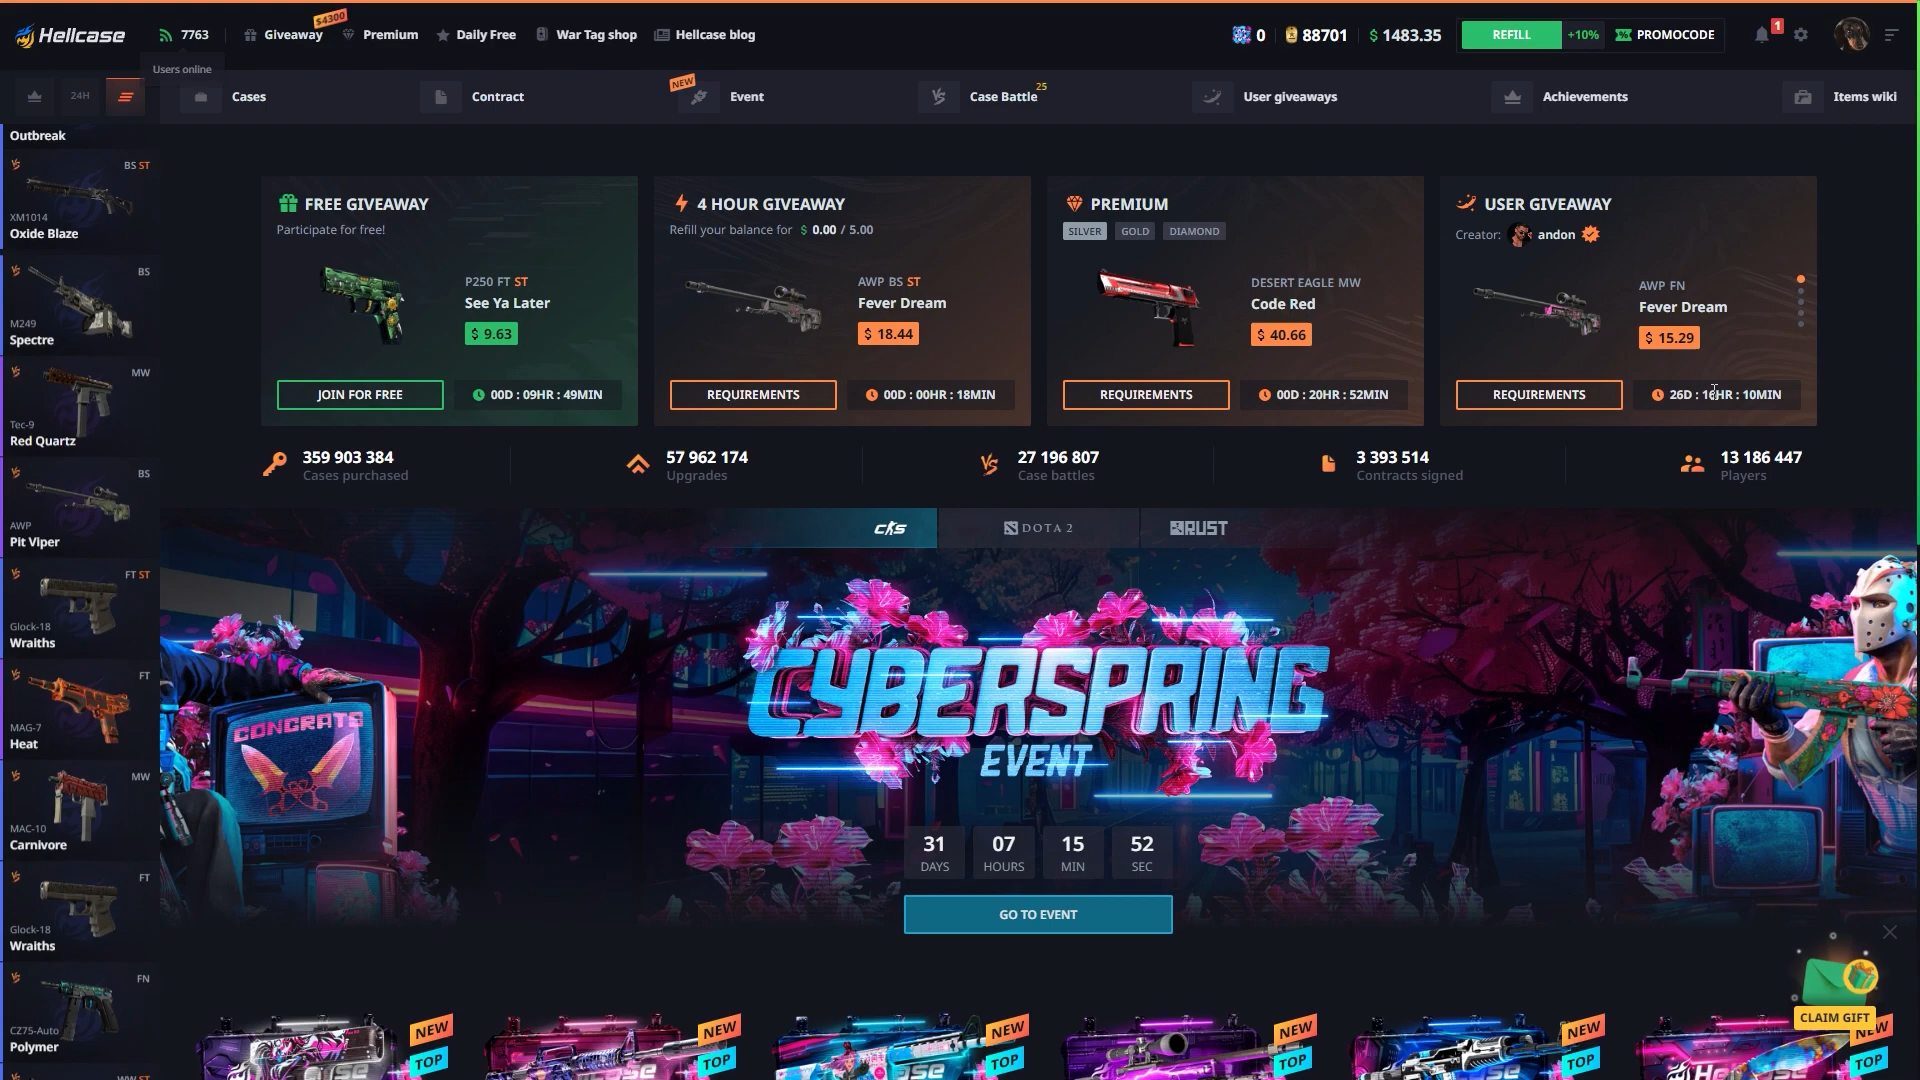 Hellcase
7763
Users online
Giveaway
$4300
Premium
Daily Free
War Tag shop
Hellcase blog
0
88701
$ 1483.35
REFILL
+10%
PROMOCODE
1
24H
Cases
Contract
NEW
Event
Case Battle
25
User giveaways
Achievements
Items wiki
Outbreak
BS ST
XM1014
Oxide Blaze
BS
M249
Spectre
MW
Tec-9
Red Quartz
BS
AWP
Pit Viper
FT ST
Glock-18
Wraiths
FT
MAG-7
Heat
MW
MAC-10
Carnivore
FT
Glock-18
Wraiths
FN
CZ75-Auto
Polymer
WW ST
FREE GIVEAWAY
Participate for free!
P250 FT ST
See Ya Later
$ 9.63
JOIN FOR FREE
00D : 09HR : 49MIN
4 HOUR GIVEAWAY
Refill your balance for $ 0.00 / 5.00
AWP BS ST
Fever Dream
$ 18.44
REQUIREMENTS
00D : 00HR : 18MIN
PREMIUM
SILVER
GOLD
DIAMOND
DESERT EAGLE MW
Code Red
$ 40.66
REQUIREMENTS
00D : 20HR : 52MIN
USER GIVEAWAY
Creator: andon
AWP FN
Fever Dream
$ 15.29
REQUIREMENTS
26D : 16HR : 10MIN
359 903 384
Cases purchased
57 962 174
Upgrades
27 196 807
Case battles
3 393 514
Contracts signed
13 186 447
Players
CS
DOTA 2
RUST
CONGRATS
CYBERSPRING
EVENT
31
DAYS
07
HOURS
15
MIN
52
SEC
GO TO EVENT
CLAIM GIFT
NEW
TOP
NEW
TOP
NEW
TOP
NEW
TOP
NEW
TOP
NEW
TOP